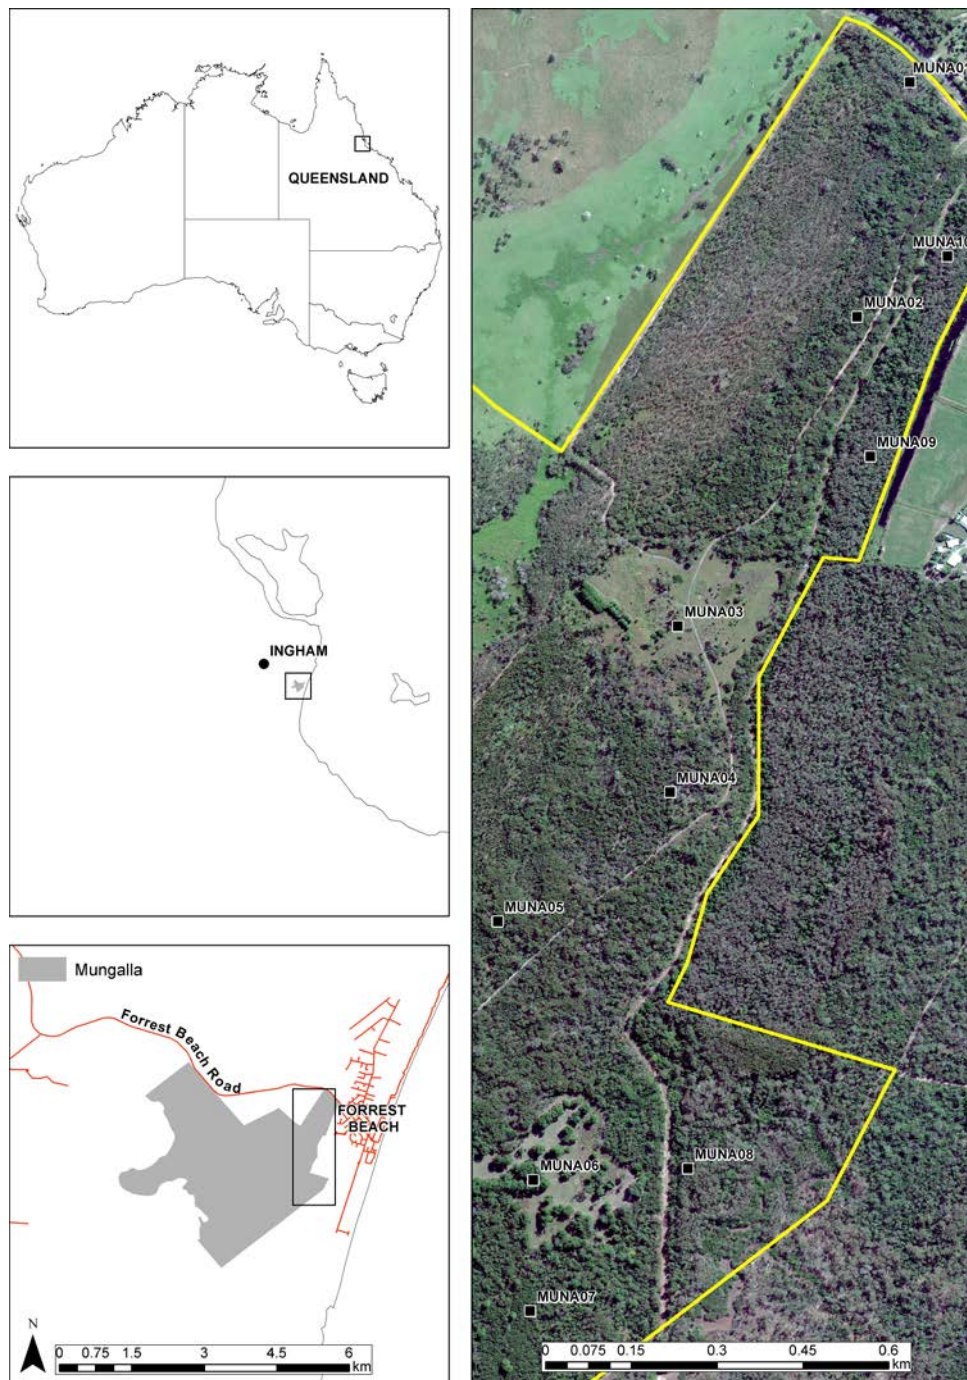 QUEENSLAND
INGHAM
Mungalla
Forrest Beach Road
FORREST
BEACH
N
0 0.75 1.5 3 4.5 6
km
MUNA01
MUNA10
MUNA02
MUNA09
MUNA03
MUNA04
MUNA05
MUNA06
MUNA08
MUNA07
0 0.075 0.15 0.3 0.45 0.6
km